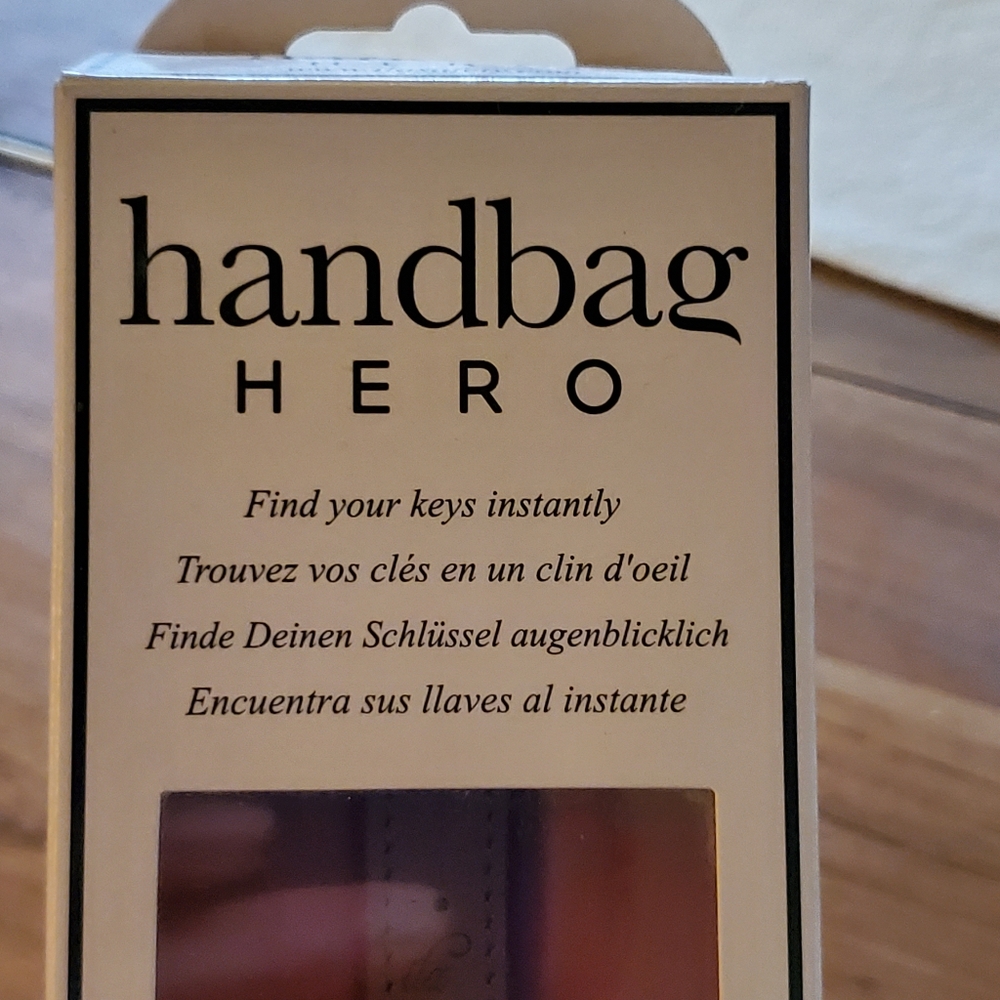 handbag
HERO
Find your keys instantly
Trouvez vos clés en un clin d'oeil
Finde Deinen Schlüssel augenblicklich
Encuentra sus llaves al instante